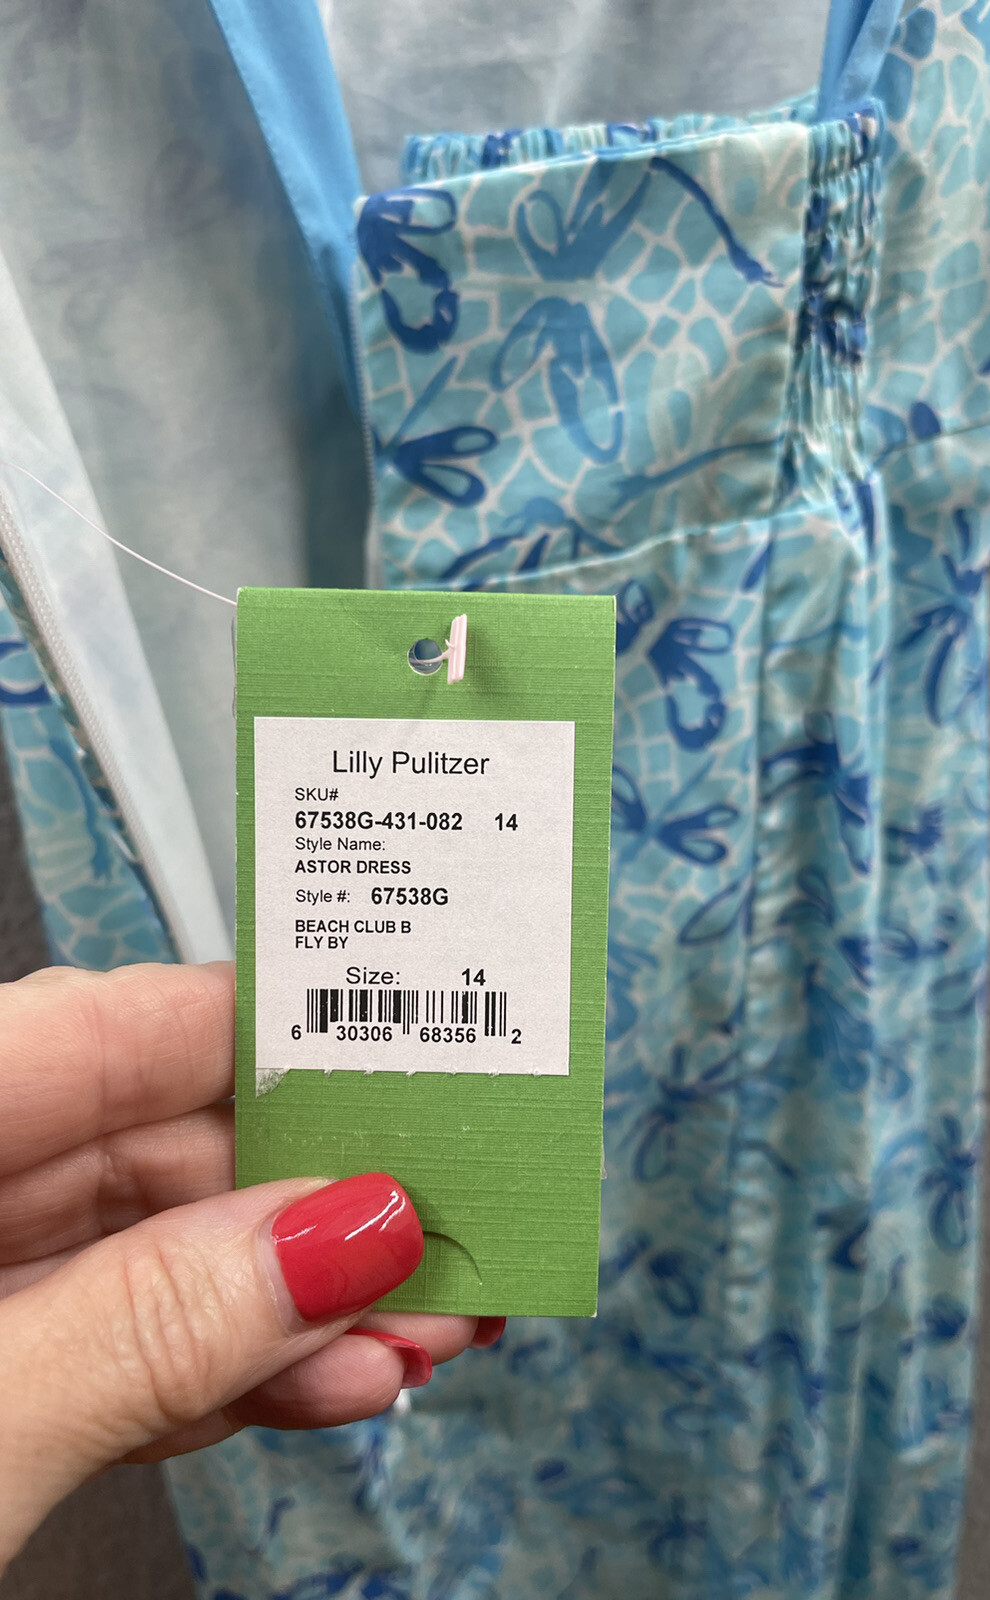 Lilly Pulitzer
SKU#
67538G-431-082 14
Style Name:
ASTOR DRESS
Style #: 67538G
BEACH CLUB B
FLY BY
Size: 14
6 30306 68356 2